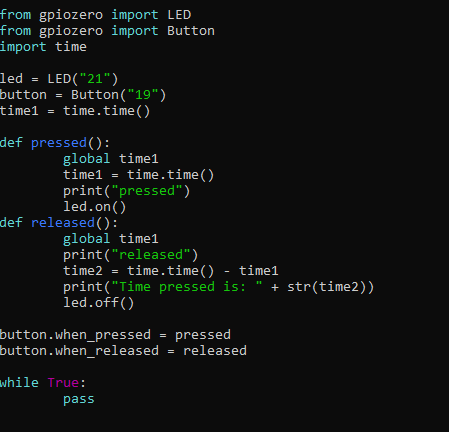 from gpiozero import LED
from gpiozero import Button
import time

led = LED("21")
button = Button("19")
time1 = time.time()

def pressed():
        global time1
        time1 = time.time()
        print("pressed")
        led.on()
def released():
        global time1
        print("released")
        time2 = time.time() - time1
        print("Time pressed is: " + str(time2))
        led.off()

button.when_pressed = pressed
button.when_released = released

while True:
        pass